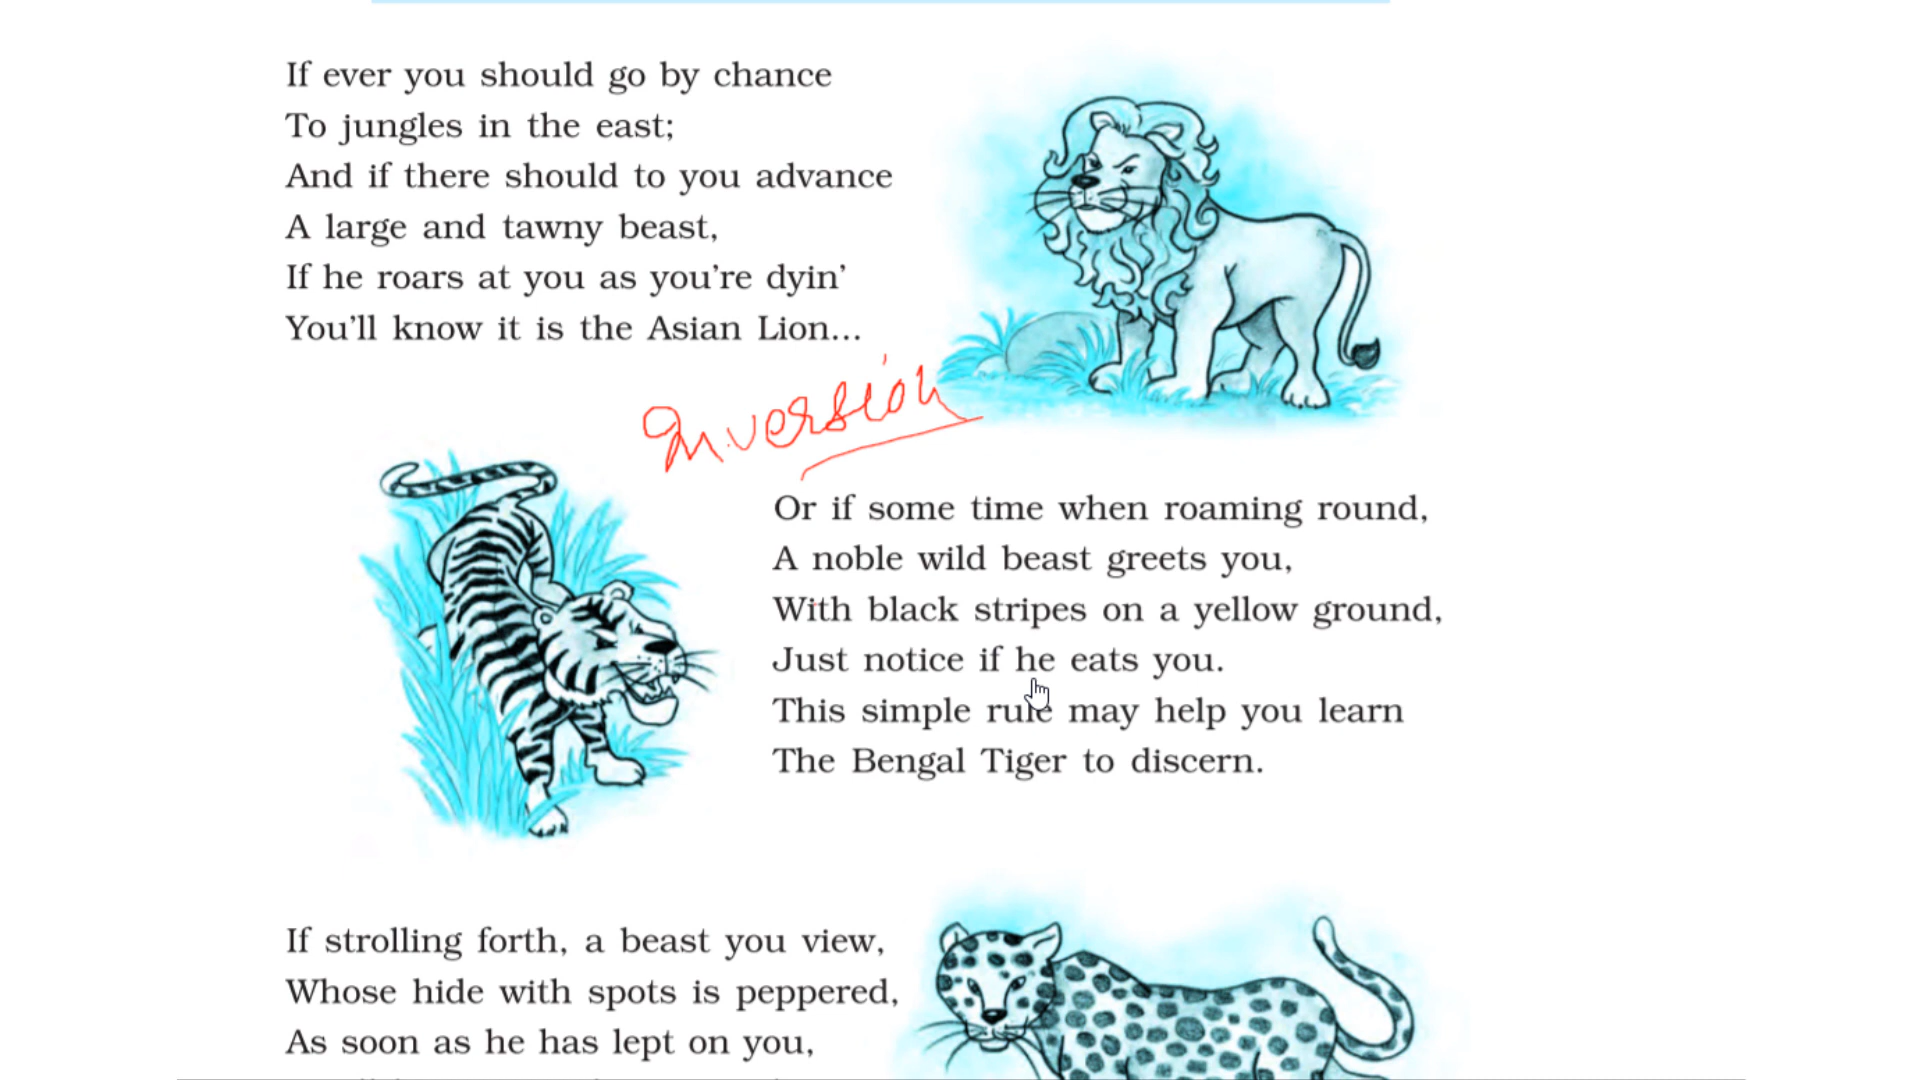 If ever you should go by chance
To jungles in the east;
And if there should to you advance
A large and tawny beast,
If he roars at you as you're dyin'
You'll know it is the Asian Lion...
Inversion
Or if some time when roaming round,
A noble wild beast greets you,
With black stripes on a yellow ground,
Just notice if he eats you.
This simple rule may help you learn
The Bengal Tiger to discern.
If strolling forth, a beast you view,
Whose hide with spots is peppered,
As soon as he has lept on you,